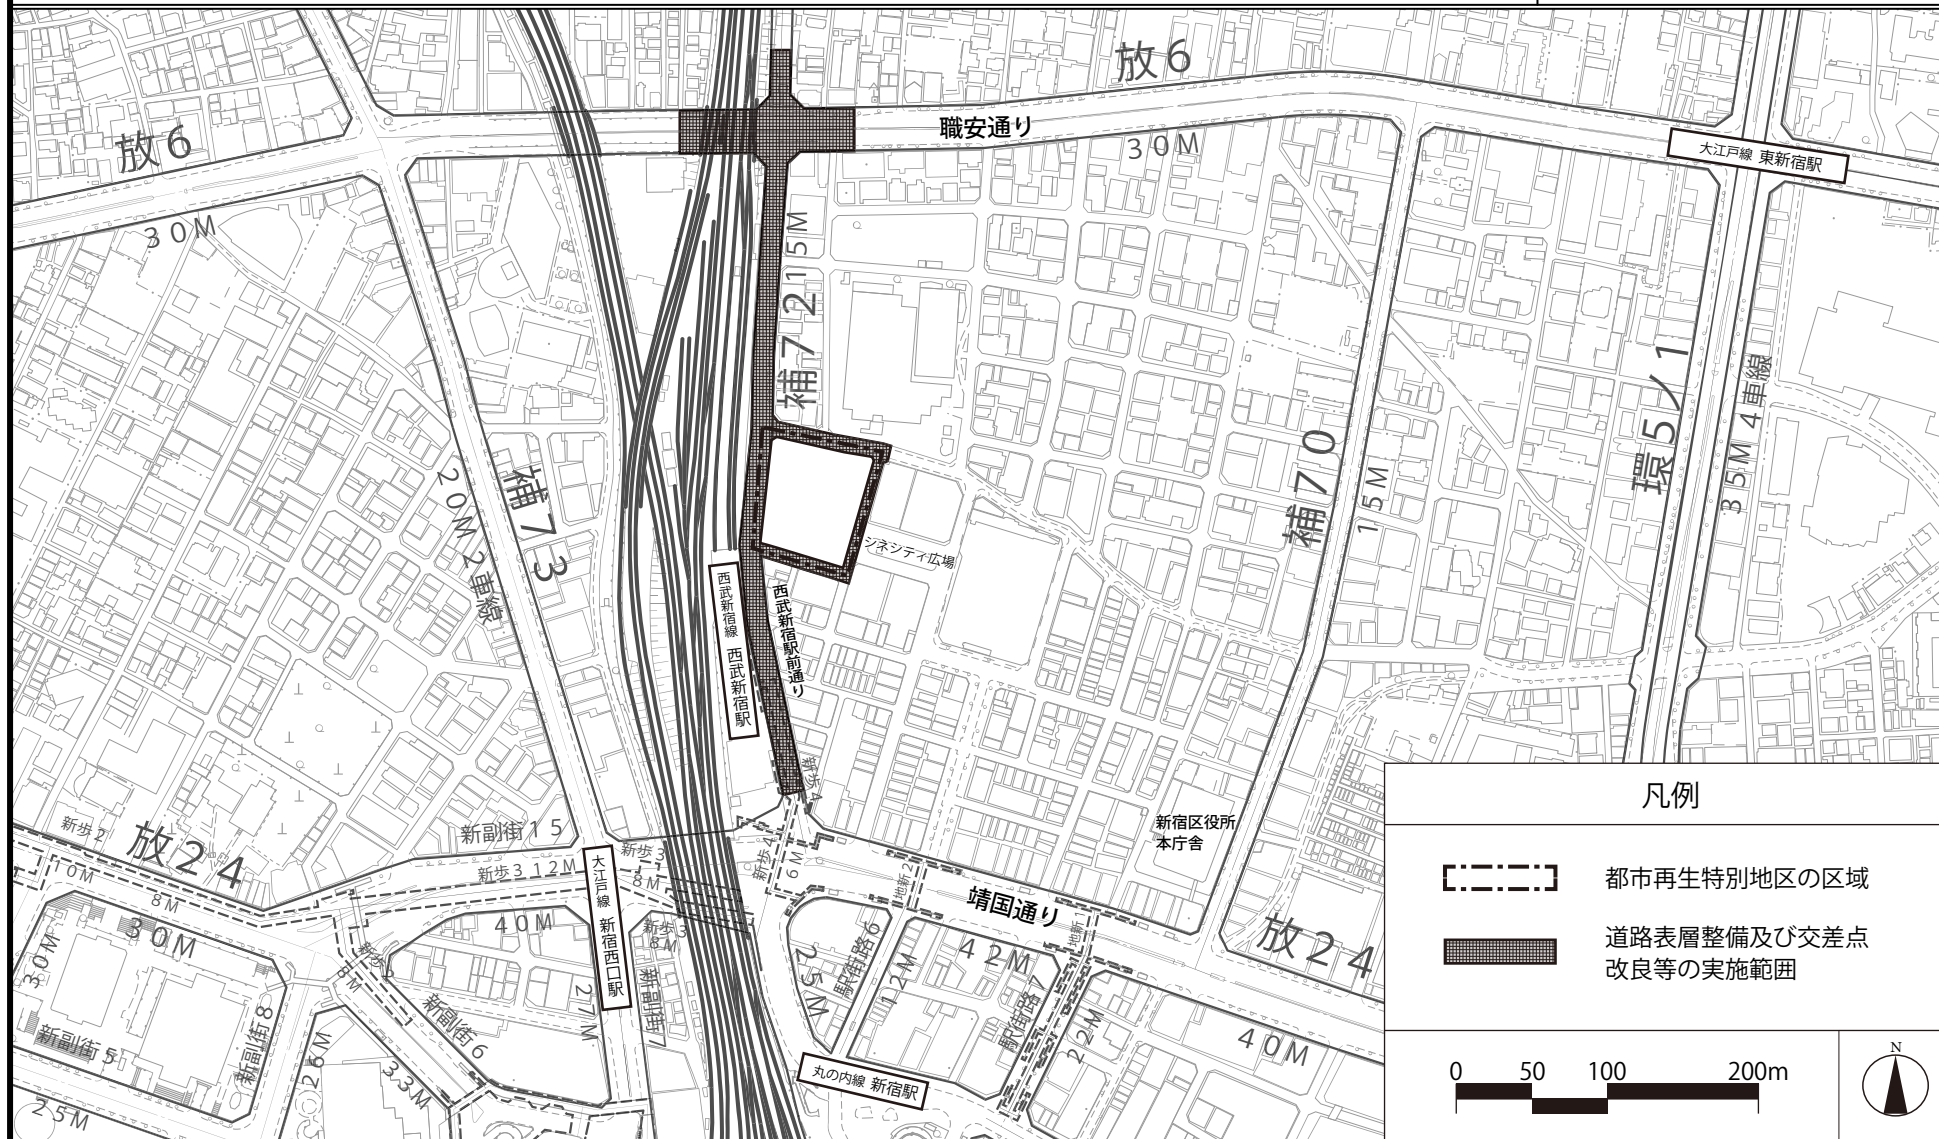 放6
放6
職安通り
30M
大江戸線 東新宿駅
30M
15M
補72
補73
20M 2車線
補70
15M
環5ノ1
35M 4車線
シネシティ広場
西武新宿線 西武新宿駅
西武新宿駅前通り
新歩4
新宿区役所
本庁舎
新歩2
放24
新副街15
新歩3 12M
新歩3
8M
新歩4
6M
地新2
靖国通り
地新1
放24
10M
8M
30M
30M
40M
大江戸線 新宿西口駅
新歩3
8M
25M
駅街路6
12M
42M
駅街路7
22M
40M
8M
新副街5
新副街8
26M
新副街6
33M
27M
新副街7
25M
丸の内線 新宿駅
凡例
都市再生特別地区の区域
道路表層整備及び交差点
改良等の実施範囲
0 50 100 200m
N